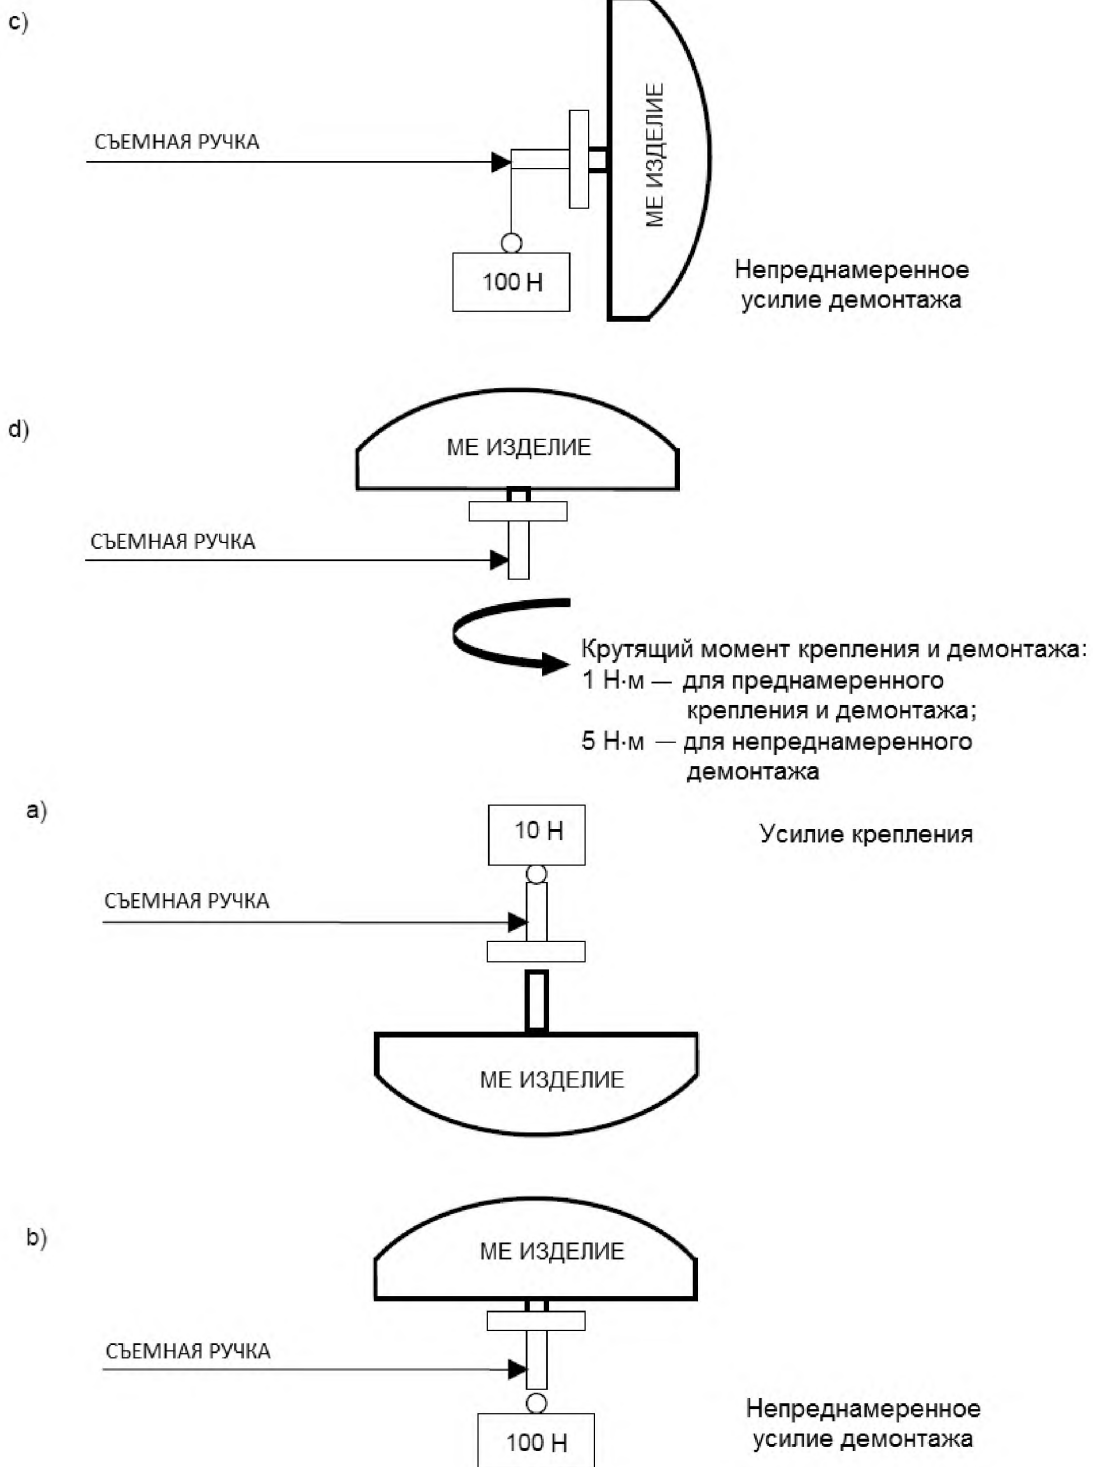 c)
МЕ ИЗДЕЛИЕ
СЪЕМНАЯ РУЧКА
100 Н
Непреднамеренное
усилие демонтажа
d)
МЕ ИЗДЕЛИЕ
СЪЕМНАЯ РУЧКА
Крутящий момент крепления и демонтажа:
1 Н·м — для преднамеренного
крепления и демонтажа;
5 Н·м — для непреднамеренного
демонтажа
a)
10 Н
Усилие крепления
СЪЕМНАЯ РУЧКА
МЕ ИЗДЕЛИЕ
b)
МЕ ИЗДЕЛИЕ
СЪЕМНАЯ РУЧКА
100 Н
Непреднамеренное
усилие демонтажа